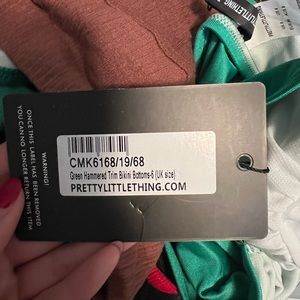 PRETTYLITTLETHING
WARNING!
ONCE THIS LABEL HAS BEEN REMOVED
YOU CAN NO LONGER RETURN THIS ITEM
CMK6168/19/68
Green Hammered Trim Bikini Bottoms-6 (UK size)
PRETTYLITTLETHING.COM